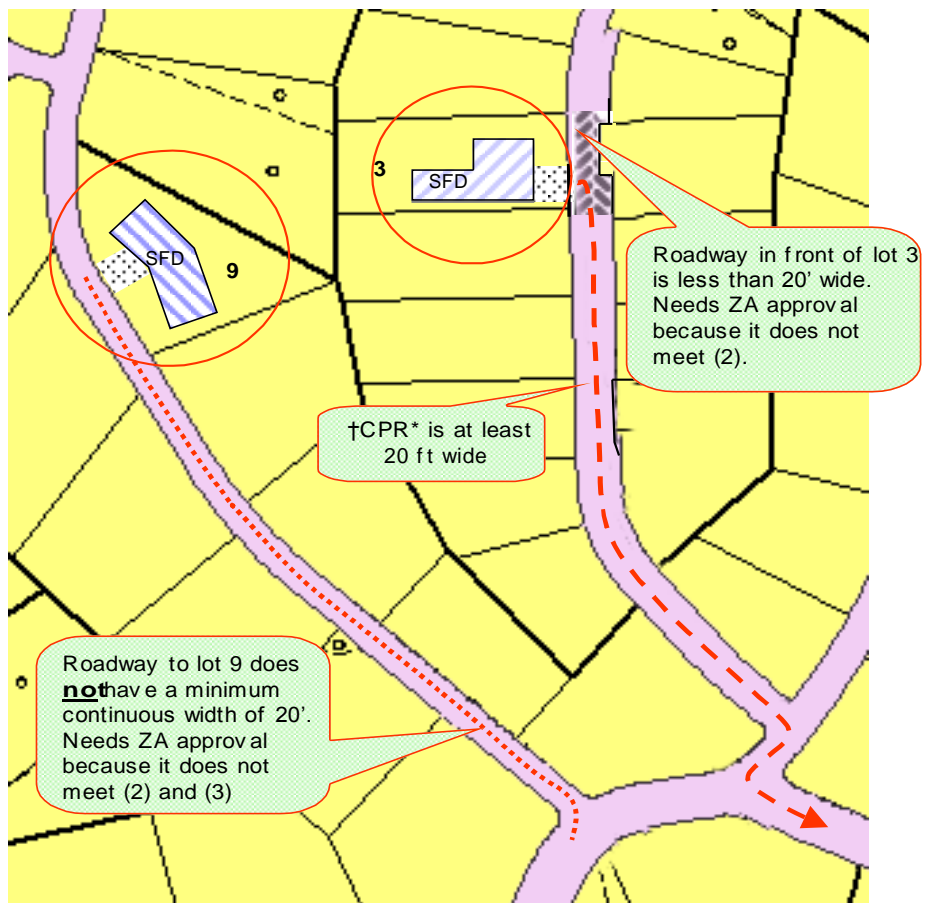 3
SFD
SFD
9
Roadway in front of lot 3
is less than 20’ wide.
Needs ZA approval
because it does not
meet (2).
†CPR* is at least
20 ft wide
Roadway to lot 9 does
not have a minimum
continuous width of 20’.
Needs ZA approval
because it does not
meet (2) and (3)